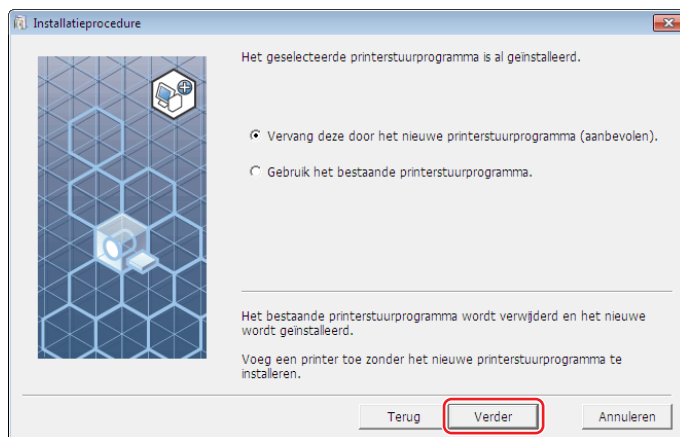 Installatieprocedure
Het geselecteerde printerstuurprogramma is al geïnstalleerd.
Vervang deze door het nieuwe printerstuurprogramma (aanbevolen).
Gebruik het bestaande printerstuurprogramma.
Het bestaande printerstuurprogramma wordt verwijderd en het nieuwe
wordt geïnstalleerd.
Voeg een printer toe zonder het nieuwe printerstuurprogramma te
installeren.
Terug
Verder
Annuleren